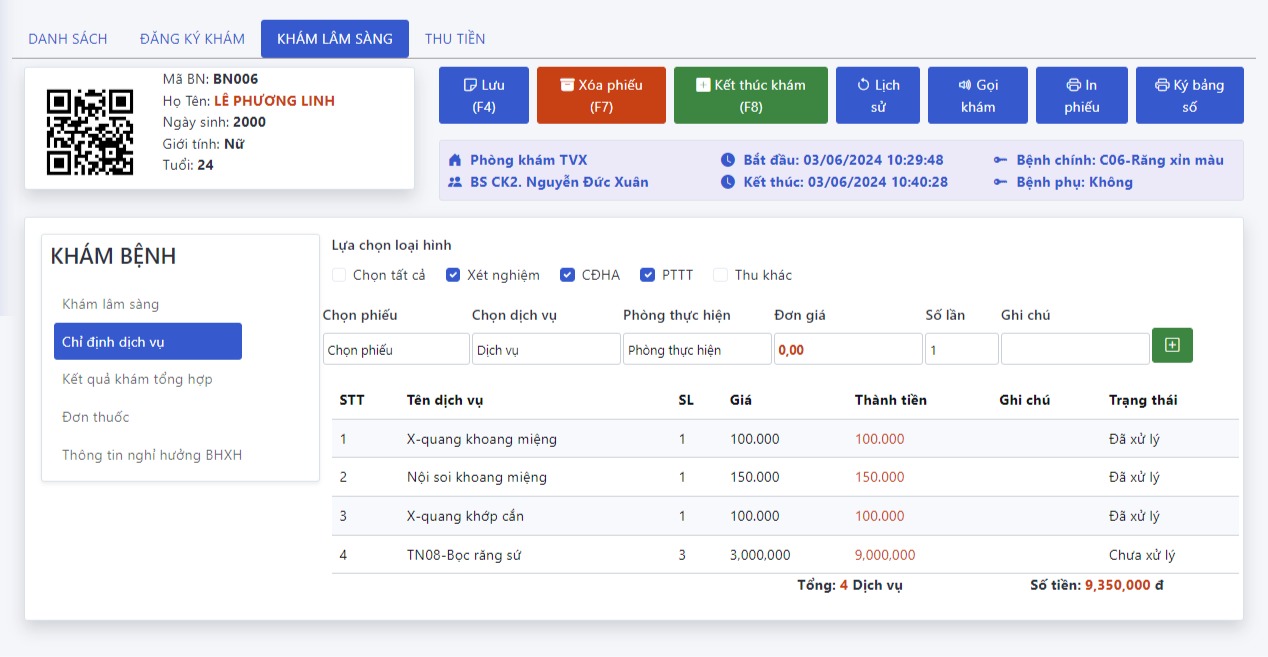 DANH SÁCH ĐĂNG KÝ KHÁM KHÁM LÂM SÀNG THU TIỀN
Mã BN: BN006
Họ Tên: LÊ PHƯƠNG LINH
Ngày sinh: 2000
Giới tính: Nữ
Tuổi: 24
Lưu (F4)
Xóa phiếu (F7)
Kết thúc khám (F8)
Lịch sử
Gọi khám
In phiếu
Ký bảng số
Phòng khám TVX Bắt đầu: 03/06/2024 10:29:48 Bệnh chính: C06-Răng xỉn màu
BS CK2. Nguyễn Đức Xuân Kết thúc: 03/06/2024 10:40:28 Bệnh phụ: Không
KHÁM BỆNH
Khám lâm sàng
Chỉ định dịch vụ
Kết quả khám tổng hợp
Đơn thuốc
Thông tin nghỉ hưởng BHXH
Lựa chọn loại hình
Chọn tất cả Xét nghiệm CĐHA PTTT Thu khác
Chọn phiếu Chọn dịch vụ Phòng thực hiện Đơn giá Số lần Ghi chú
Chọn phiếu Dịch vụ Phòng thực hiện 0,00 1
STT Tên dịch vụ SL Giá Thành tiền Ghi chú Trạng thái
1 X-quang khoang miệng 1 100.000 100.000 Đã xử lý
2 Nội soi khoang miệng 1 150.000 150.000 Đã xử lý
3 X-quang khớp cắn 1 100.000 100.000 Đã xử lý
4 TN08-Bọc răng sứ 3 3,000,000 9,000,000 Chưa xử lý
Tổng: 4 Dịch vụ Số tiền: 9,350,000 đ